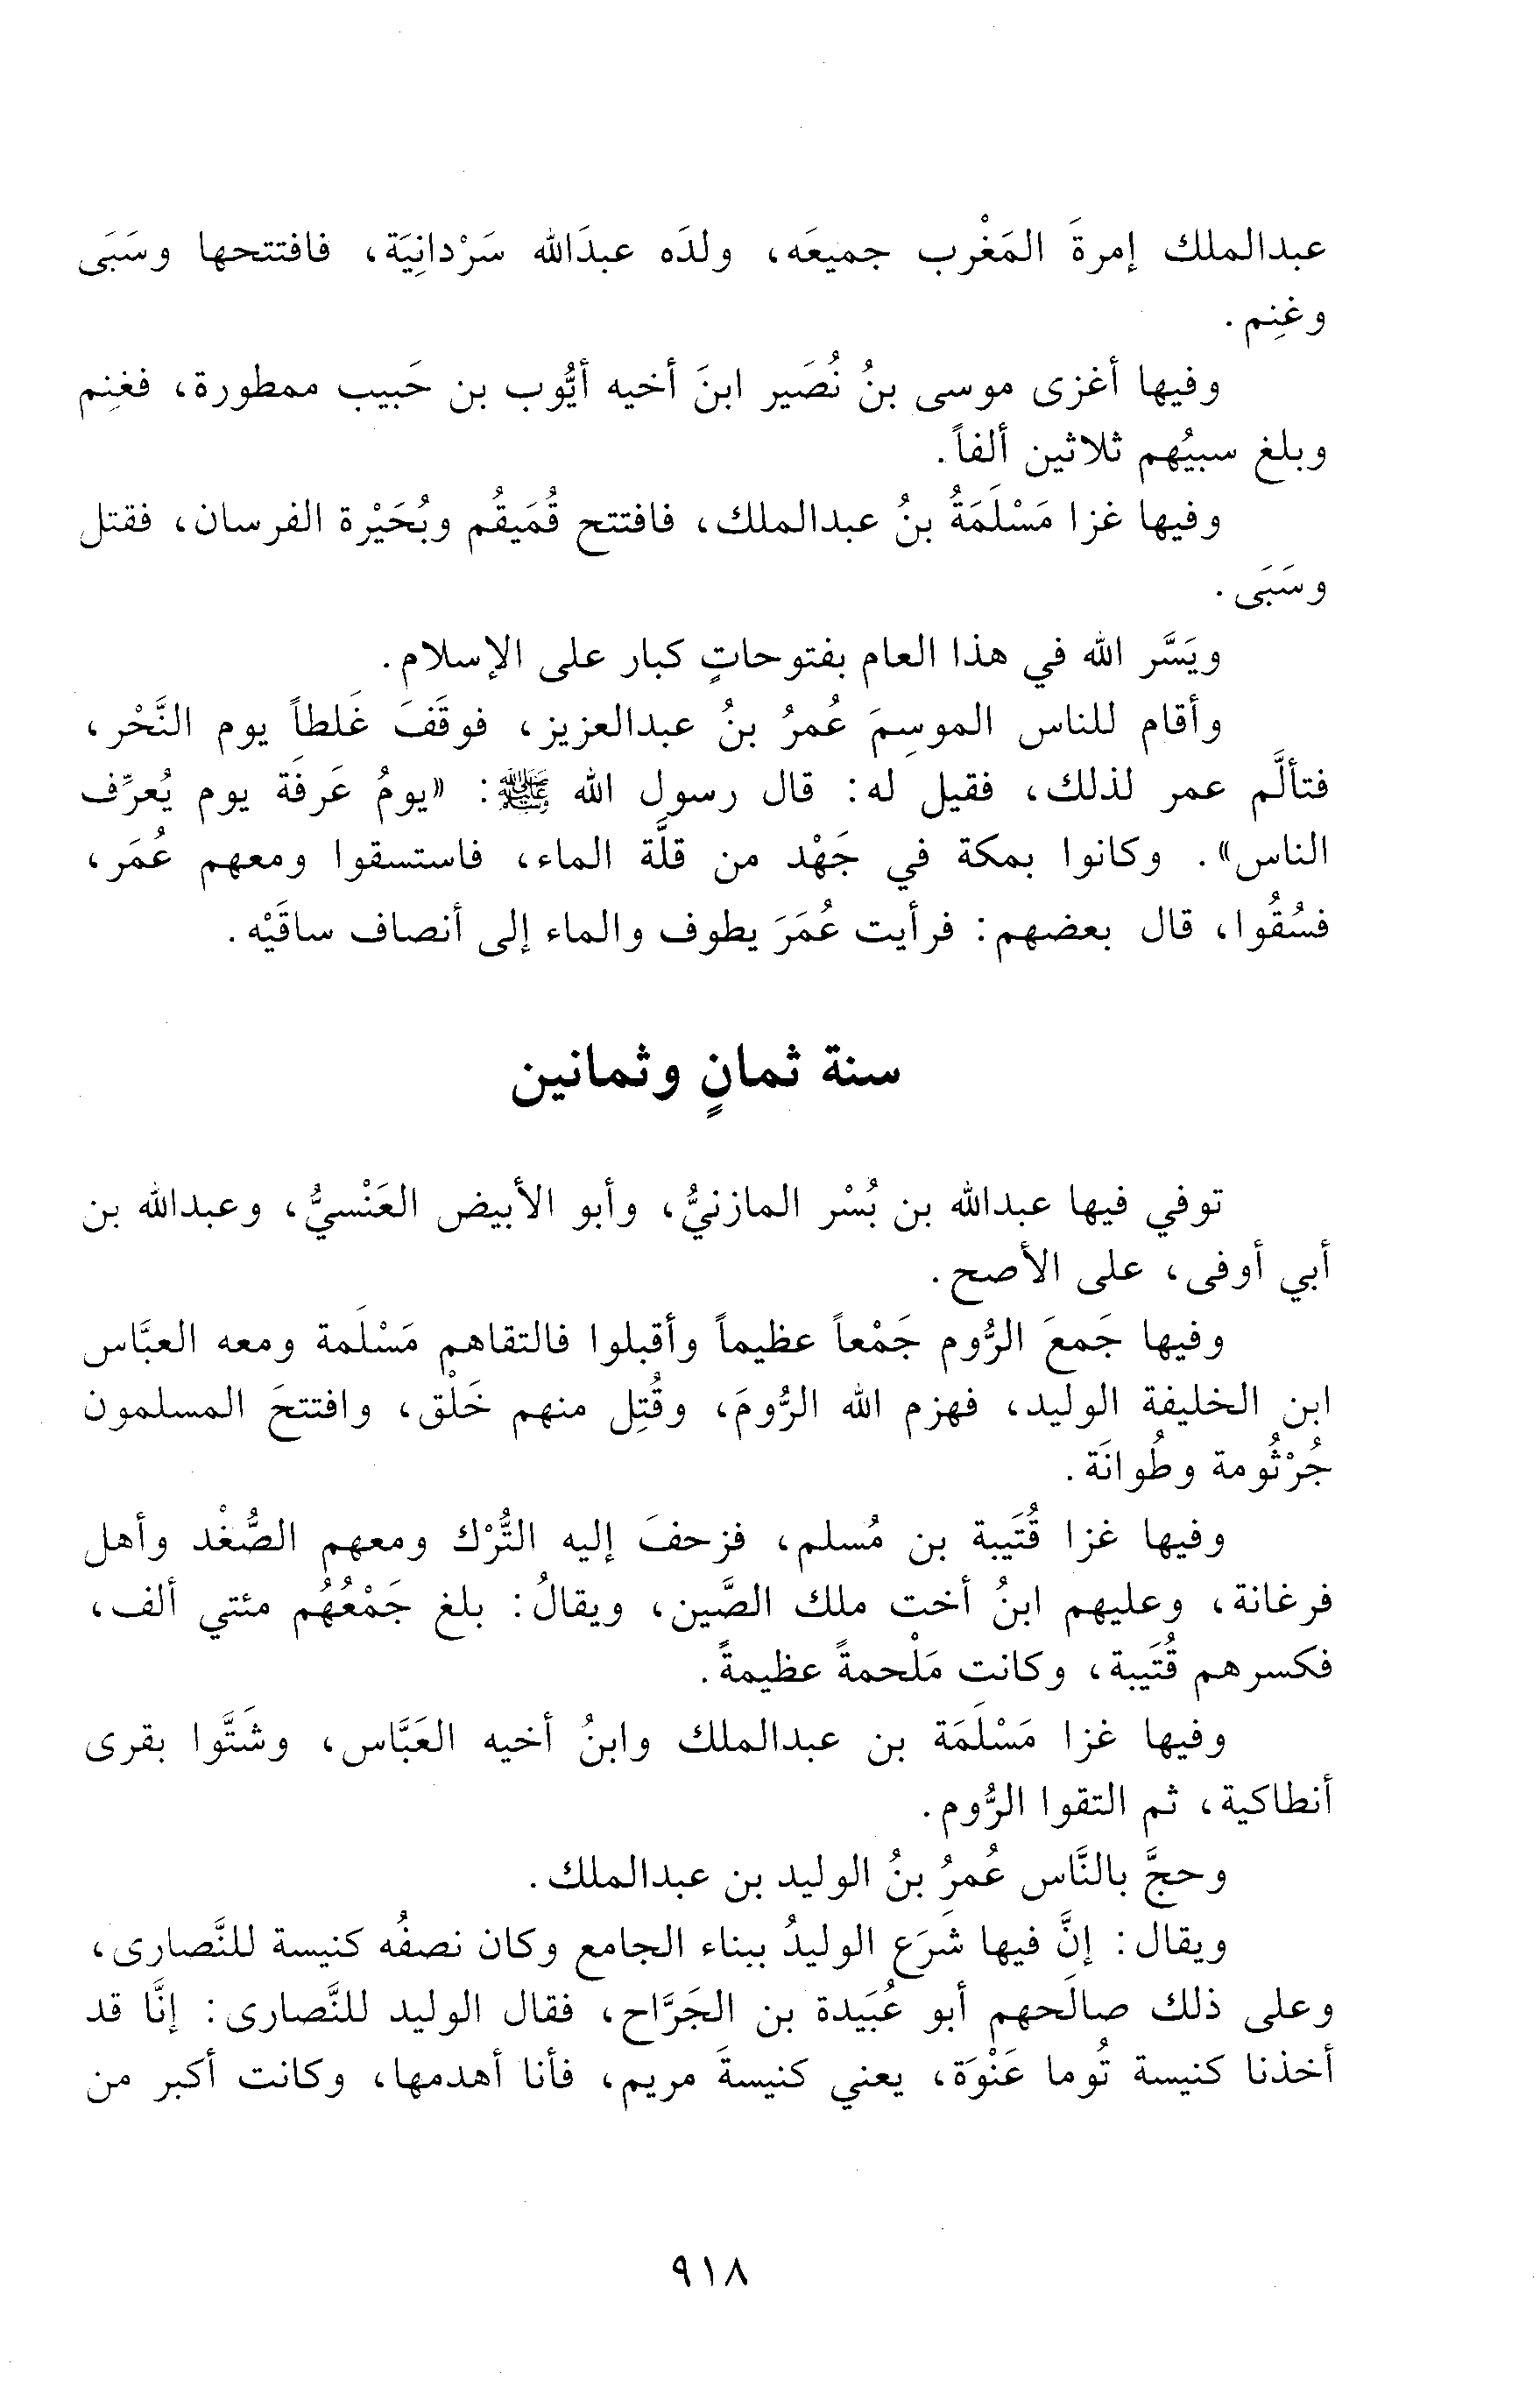 عبدالملك إمرةَ المَغْرب جميعَه، ولدَه عبدَالله سَرْدانِيَة، فافتتحها وسَبَى
وغنِم.
وفيها أغزى موسى بنُ نُصَير ابنَ أخيه أيُّوب بن حَبيب ممطورة، فغنِم
وبلغ سبيُهم ثلاثين ألفاً.
وفيها غزا مَسْلَمَةُ بنُ عبدالملك، فافتتح قُمَيقُم وبُحَيْرة الفرسان، فقتل
وسَبَى.
ويَسَّر الله في هذا العام بفتوحاتٍ كبار على الإسلام.
وأقام للناس الموسِمَ عُمرُ بنُ عبدالعزيز، فوقَفَ غَلطاً يوم النَّحْر،
فتألَّم عمر لذلك، فقيل له: قال رسول الله ﷺ: «يومُ عَرفَة يوم يُعرِّف
الناس». وكانوا بمكة في جَهْد من قلَّة الماء، فاستسقوا ومعهم عُمَر،
فسُقُوا، قال بعضهم: فرأيت عُمَرَ يطوف والماء إلى أنصاف ساقَيْه.
سنة ثمانٍ وثمانين
توفي فيها عبدالله بن بُسْر المازنيُّ، وأبو الأبيض العَنْسيُّ، وعبدالله بن
أبي أوفى، على الأصح.
وفيها جَمعَ الرُّوم جَمْعاً عظيماً وأقبلوا فالتقاهم مَسْلَمة ومعه العبَّاس
ابن الخليفة الوليد، فهزم الله الرُّومَ، وقُتِل منهم خَلْق، وافتتحَ المسلمون
جُرْثُومة وطُوانَة.
وفيها غزا قُتَيبة بن مُسلم، فزحفَ إليه التُّرْك ومعهم الصُّغْد وأهل
فرغانة، وعليهم ابنُ أخت ملك الصَّين، ويقالُ: بلغ جَمْعُهُم مئتي ألف،
فكسرهم قُتَيبة، وكانت مَلْحمةً عظيمةً.
وفيها غزا مَسْلَمَة بن عبدالملك وابنُ أخيه العَبَّاس، وشَتَّوا بقرى
أنطاكية، ثم التقوا الرُّوم.
وحجَّ بالنَّاس عُمرُ بنُ الوليد بن عبدالملك.
ويقال: إنَّ فيها شرَع الوليدُ ببناء الجامع وكان نصفُه كنيسة للنَّصارى،
وعلى ذلك صالَحهم أبو عُبَيدة بن الجَرَّاح، فقال الوليد للنَّصارى: إنَّا قد
أخذنا كنيسة تُوما عَنْوَة، يعني كنيسةَ مريم، فأنا أهدمها، وكانت أكبر من
٩١٨